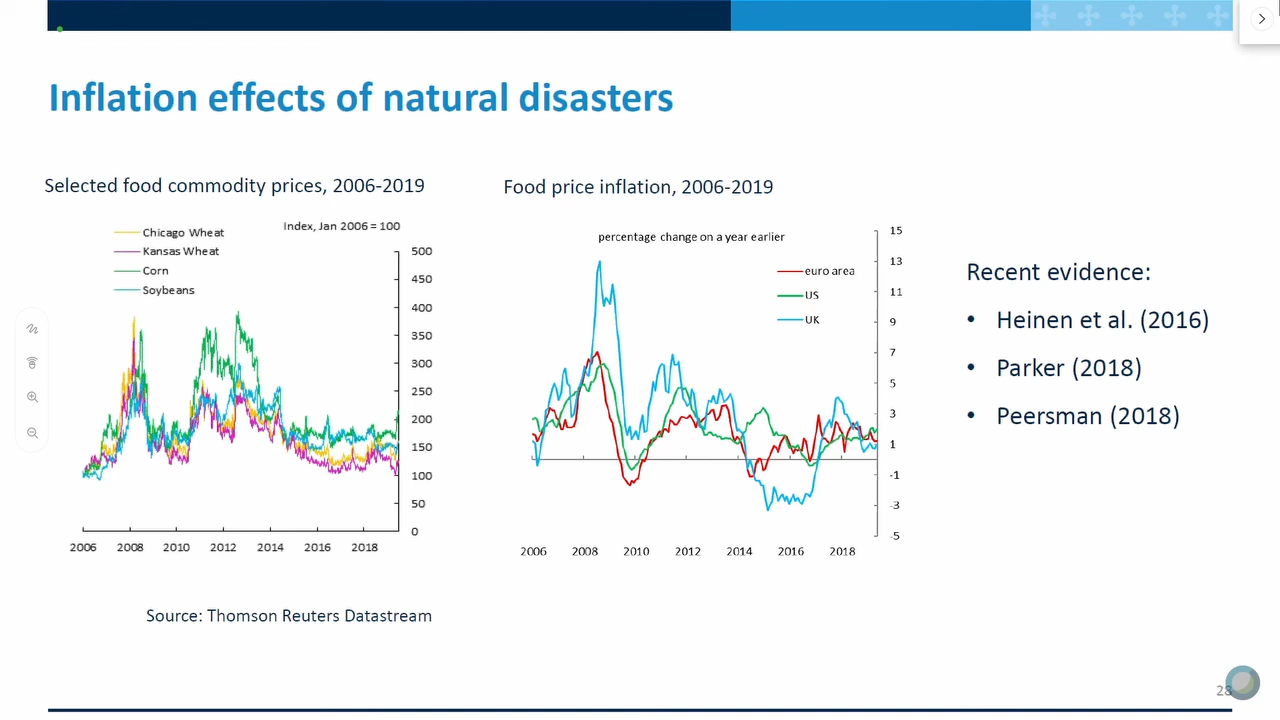 Inflation effects of natural disasters
Selected food commodity prices, 2006-2019
Index, Jan 2006 = 100
Chicago Wheat
Kansas Wheat
Corn
Soybeans
500
450
400
350
300
250
200
150
100
50
0
2006 2008 2010 2012 2014 2016 2018
Source: Thomson Reuters Datastream
Food price inflation, 2006-2019
percentage change on a year earlier
euro area
US
UK
15
13
11
9
7
5
3
1
-1
-3
-5
2006 2008 2010 2012 2014 2016 2018
Recent evidence:
• Heinen et al. (2016)
• Parker (2018)
• Peersman (2018)
28